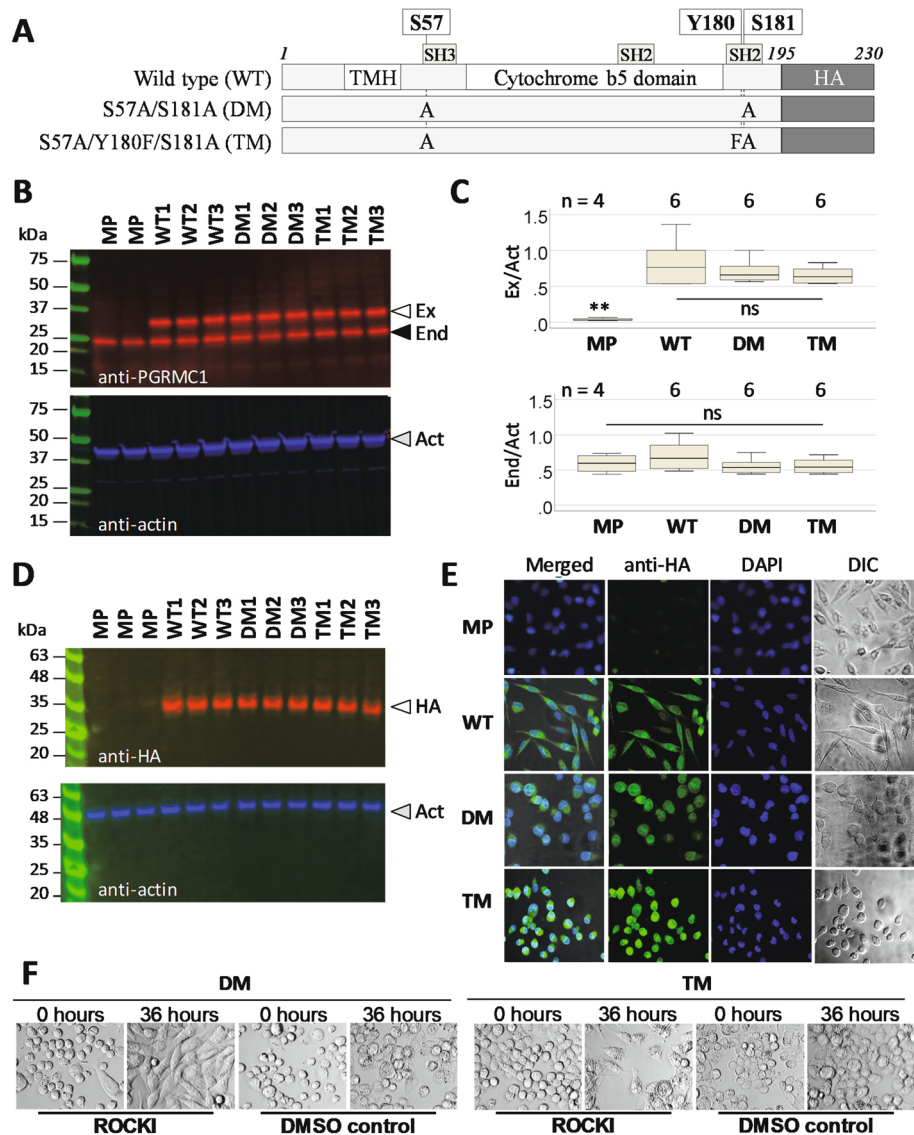 A
S57
Y180 S181
1 SH3 SH2 SH2 195 230
Wild type (WT) TMH Cytochrome b5 domain HA
S57A/S181A (DM) A A
S57A/Y180F/S181A (TM) A FA
B
kDa MP MP WT1 WT2 WT3 DM1 DM2 DM3 TM1 TM2 TM3
75
50
37
25
20
15
Ex
End
anti-PGRMC1
75
50
37
25
20
15
Act
anti-actin
C
n = 4 6 6 6
Ex/Act
1.5
1.0
.5
.0
**
ns
MP WT DM TM
n = 4 6 6 6
End/Act
1.5
1.0
.5
.0
ns
MP WT DM TM
D
kDa MP MP MP WT1 WT2 WT3 DM1 DM2 DM3 TM1 TM2 TM3
63
48
35
25
20
HA
anti-HA
63
48
35
25
20
Act
anti-actin
E
Merged anti-HA DAPI DIC
MP
WT
DM
TM
F
DM
0 hours 36 hours 0 hours 36 hours
ROCKI DMSO control
TM
0 hours 36 hours 0 hours 36 hours
ROCKI DMSO control